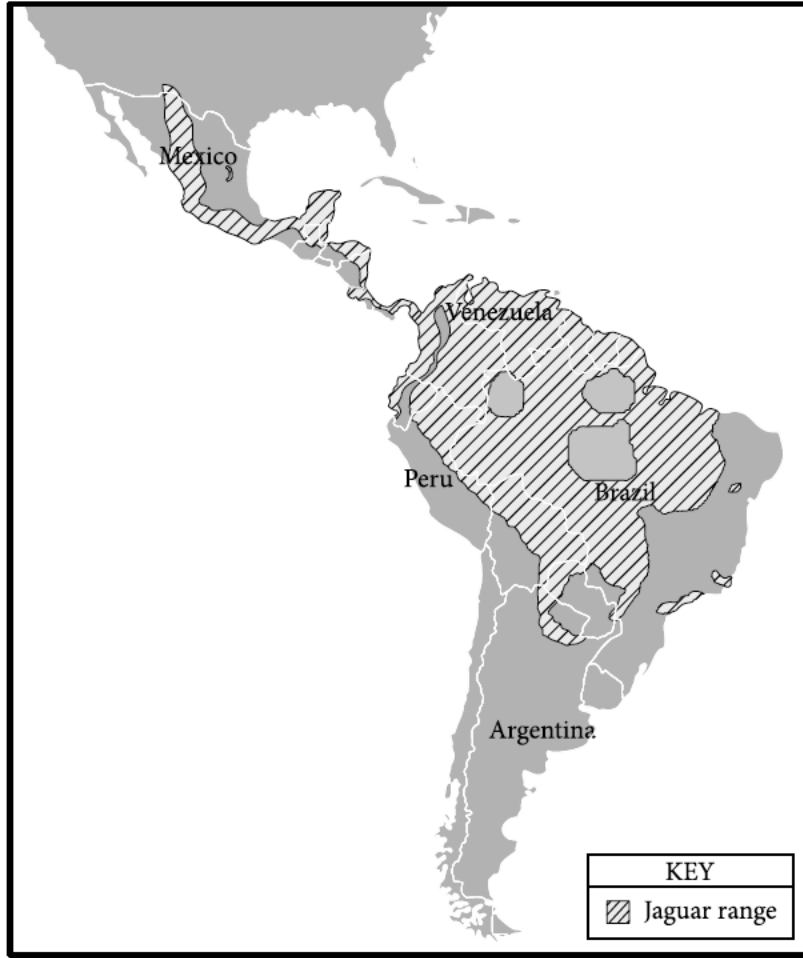 Mexico
Venezuela
Peru
Brazil
Argentina
KEY
Jaguar range